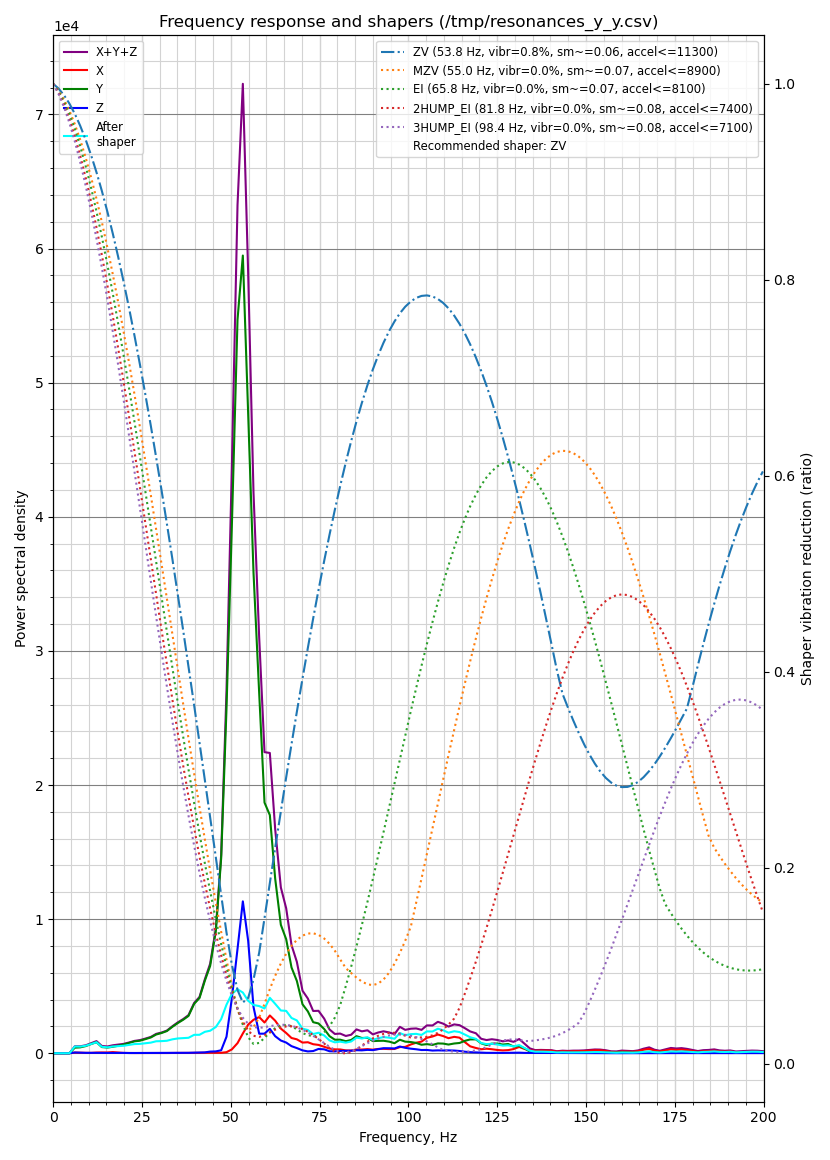 Frequency response and shapers (/tmp/resonances_y_y.csv)
1e4
X+Y+Z
X
Y
Z
After
shaper
ZV (53.8 Hz, vibr=0.8%, sm~=0.06, accel<=11300)
MZV (55.0 Hz, vibr=0.0%, sm~=0.07, accel<=8900)
EI (65.8 Hz, vibr=0.0%, sm~=0.07, accel<=8100)
2HUMP_EI (81.8 Hz, vibr=0.0%, sm~=0.08, accel<=7400)
3HUMP_EI (98.4 Hz, vibr=0.0%, sm~=0.08, accel<=7100)
Recommended shaper: ZV
7
6
5
4
3
2
1
0
Power spectral density
1.0
0.8
0.6
0.4
0.2
0.0
Shaper vibration reduction (ratio)
0 25 50 75 100 125 150 175 200
Frequency, Hz